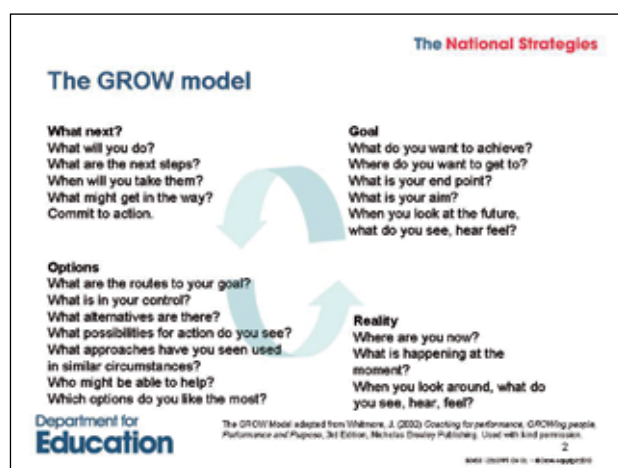 The National Strategies
The GROW model
What next?
What will you do?
What are the next steps?
When will you take them?
What might get in the way?
Commit to action.
Goal
What do you want to achieve?
Where do you want to get to?
What is your end point?
What is your aim?
When you look at the future,
what do you see, hear feel?
Options
What are the routes to your goal?
What is in your control?
What alternatives are there?
What possibilities for action do you see?
What approaches have you seen used
in similar circumstances?
Who might be able to help?
Which options do you like the most?
Reality
Where are you now?
What is happening at the
moment?
When you look around, what do
you see, hear, feel?
Department for
Education
The GROW Model adapted from Whitmore, J. (2002) Coaching for performance, GROWing people,
Performance and Purpose, 3rd Edition, Nicholas Brealey Publishing. Used with kind permission.
2